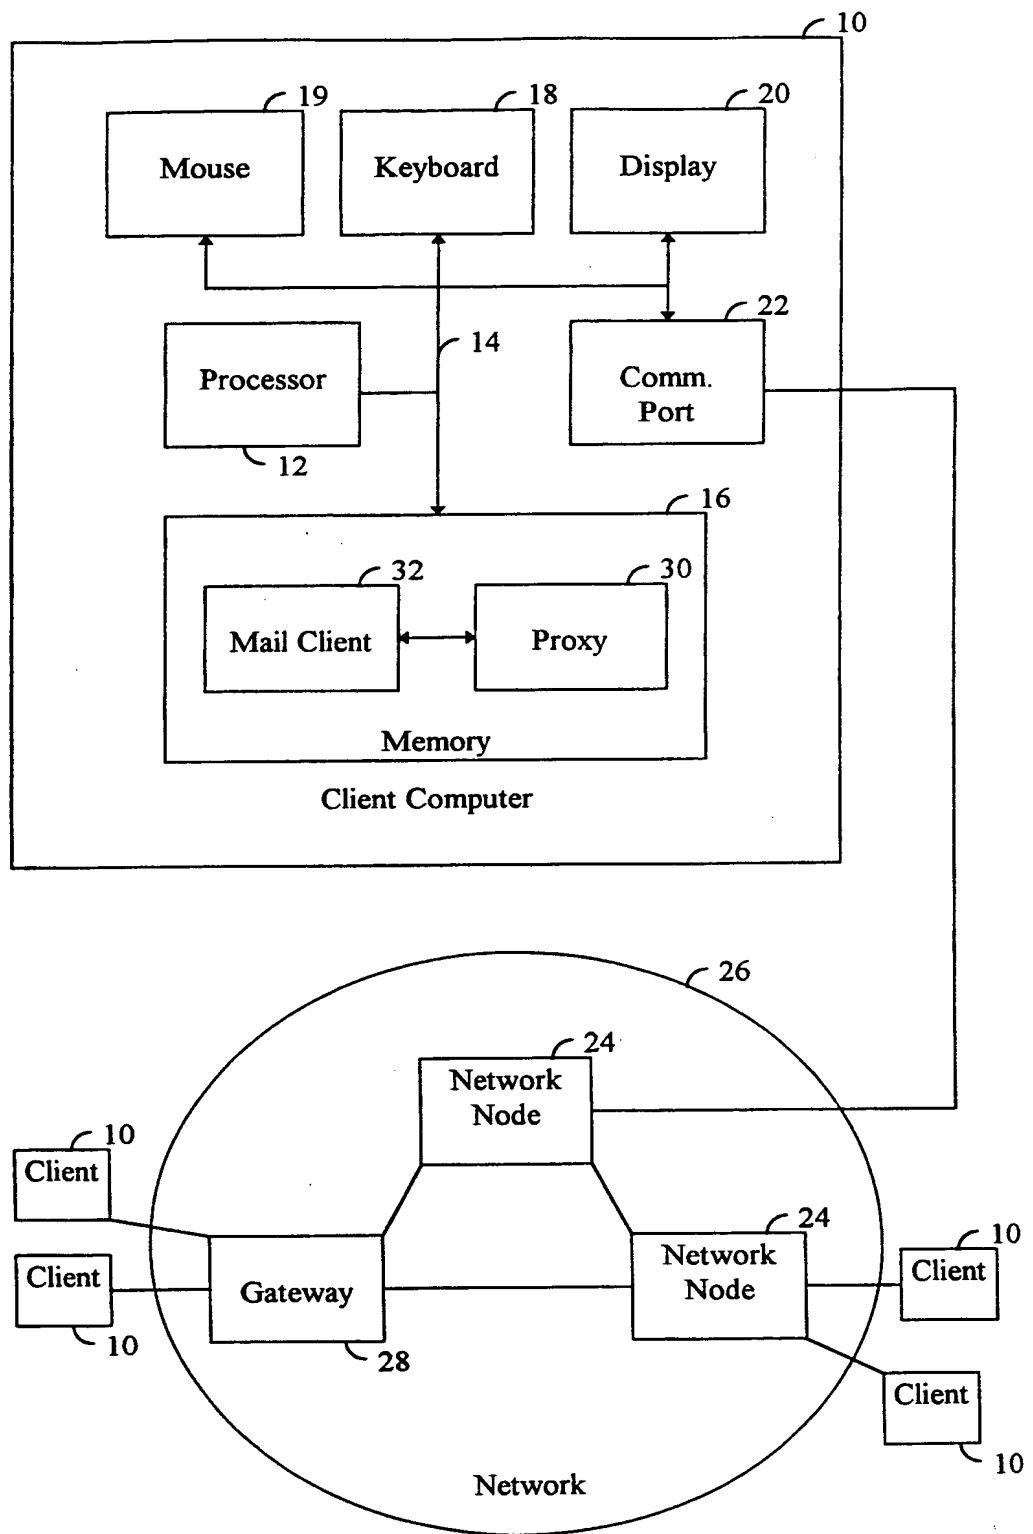 10
19
18
20
Mouse
Keyboard
Display
22
14
Processor
Comm.
Port
12
16
32
30
Mail Client
Proxy
Memory
Client Computer
26
24
Network
Node
10
Client
24
10
Network
Node
Client
Client
Gateway
10
28
Client
10
Network